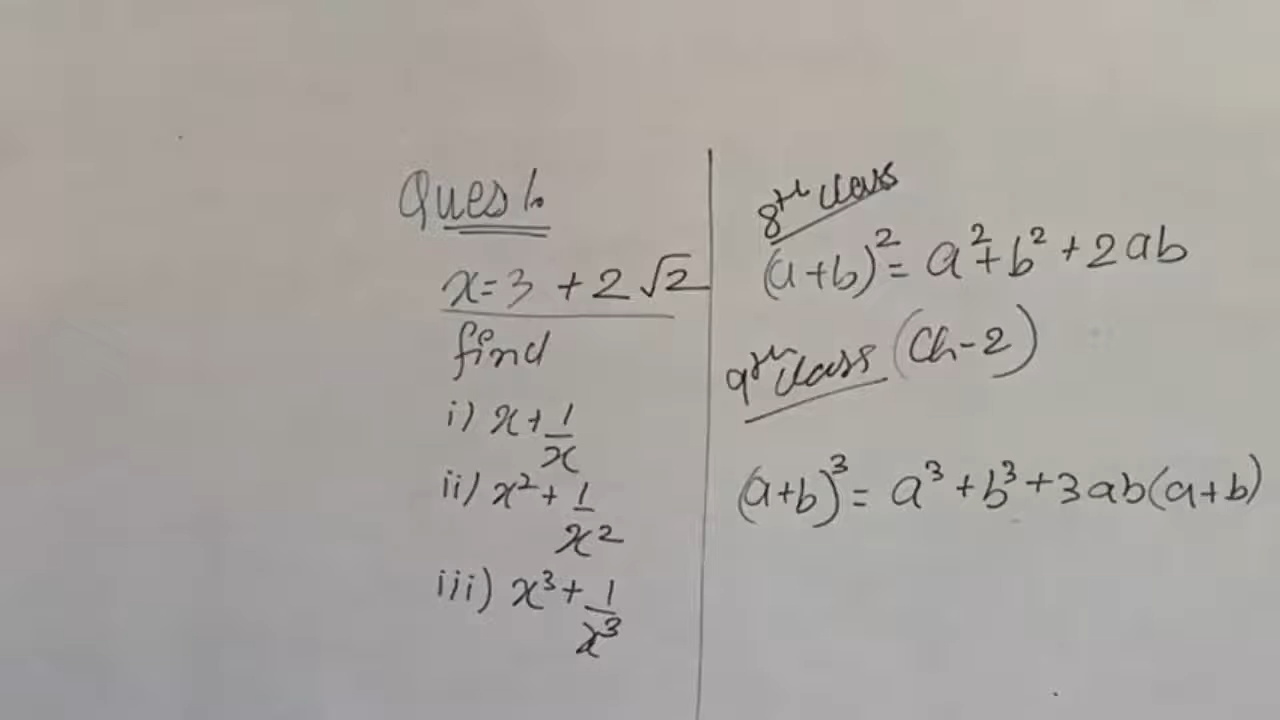 Ques 1.
x=3 + 2√2
find
i) x+1/x
ii) x²+1/x²
iii) x³+1/x³
8th class
(a+b)²= a²+b²+2ab
9th class (Ch-2)
(a+b)³= a³+b³+3ab(a+b)